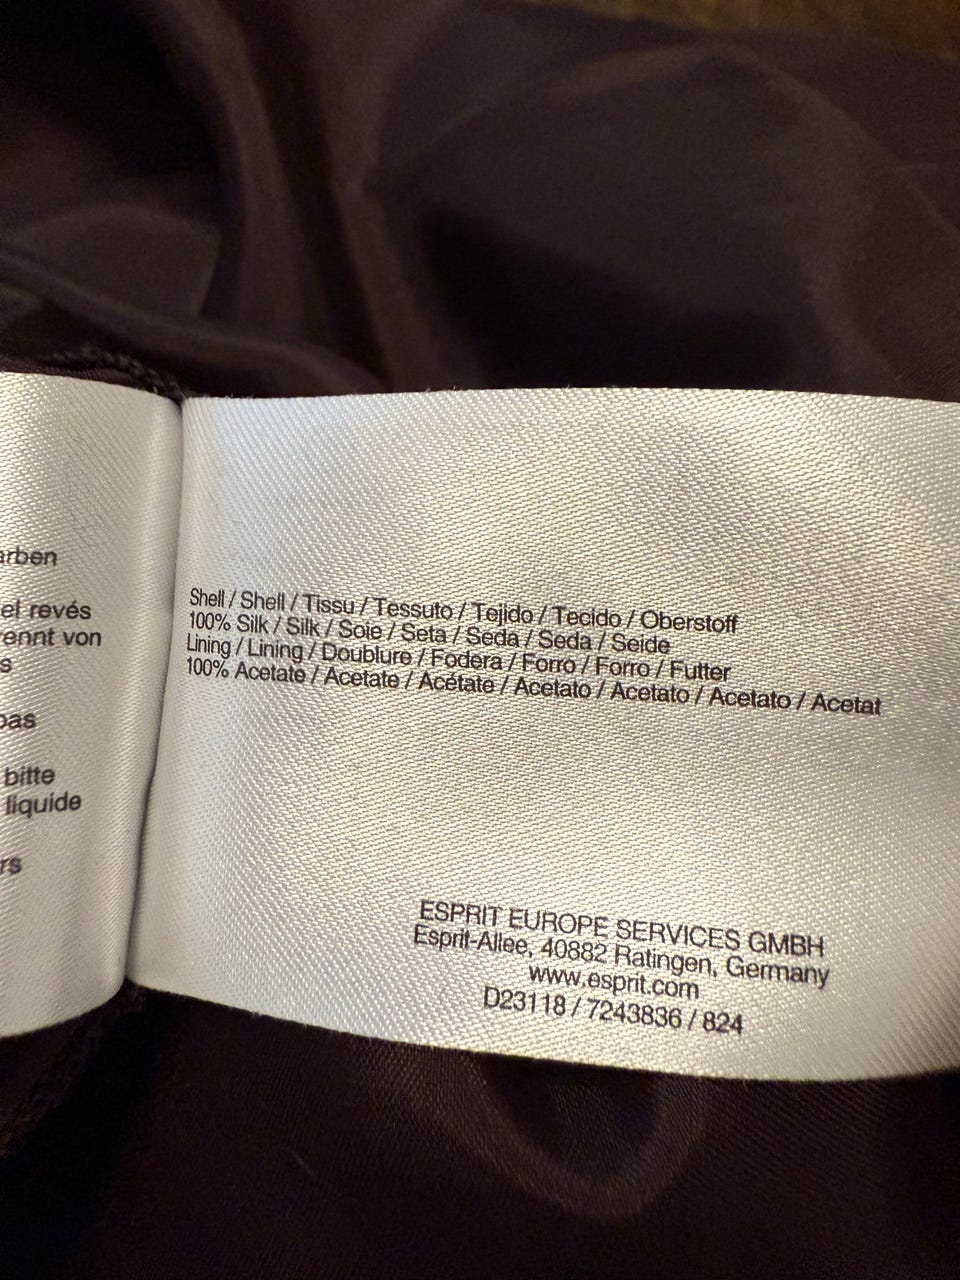 arben
el revés
ennt von
s
pas
bitte
liquide
rs
Shell / Shell / Tissu / Tessuto / Tejido / Tecido / Oberstoff
100% Silk / Silk / Soie / Seta / Seda / Seda / Seide
Lining / Lining / Doublure / Fodera / Forro / Forro / Futter
100% Acetate / Acetate / Acétate / Acetato / Acetato / Acetato / Acetat
ESPRIT EUROPE SERVICES GMBH
Esprit-Allee, 40882 Ratingen, Germany
www.esprit.com
D23118 / 7243836 / 824